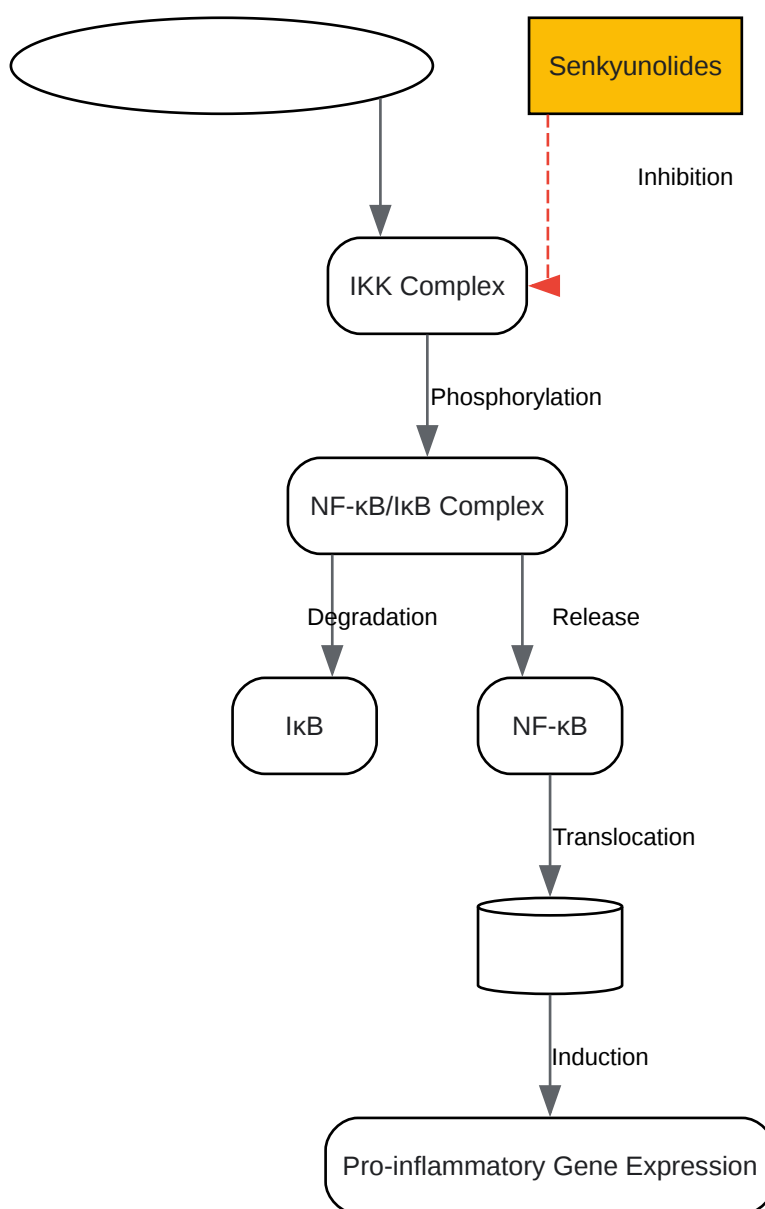 Senkyunolides
Inhibition
IKK Complex
Phosphorylation
NF-κB/IκB Complex
Degradation
Release
IκB
NF-κB
Translocation
Induction
Pro-inflammatory Gene Expression